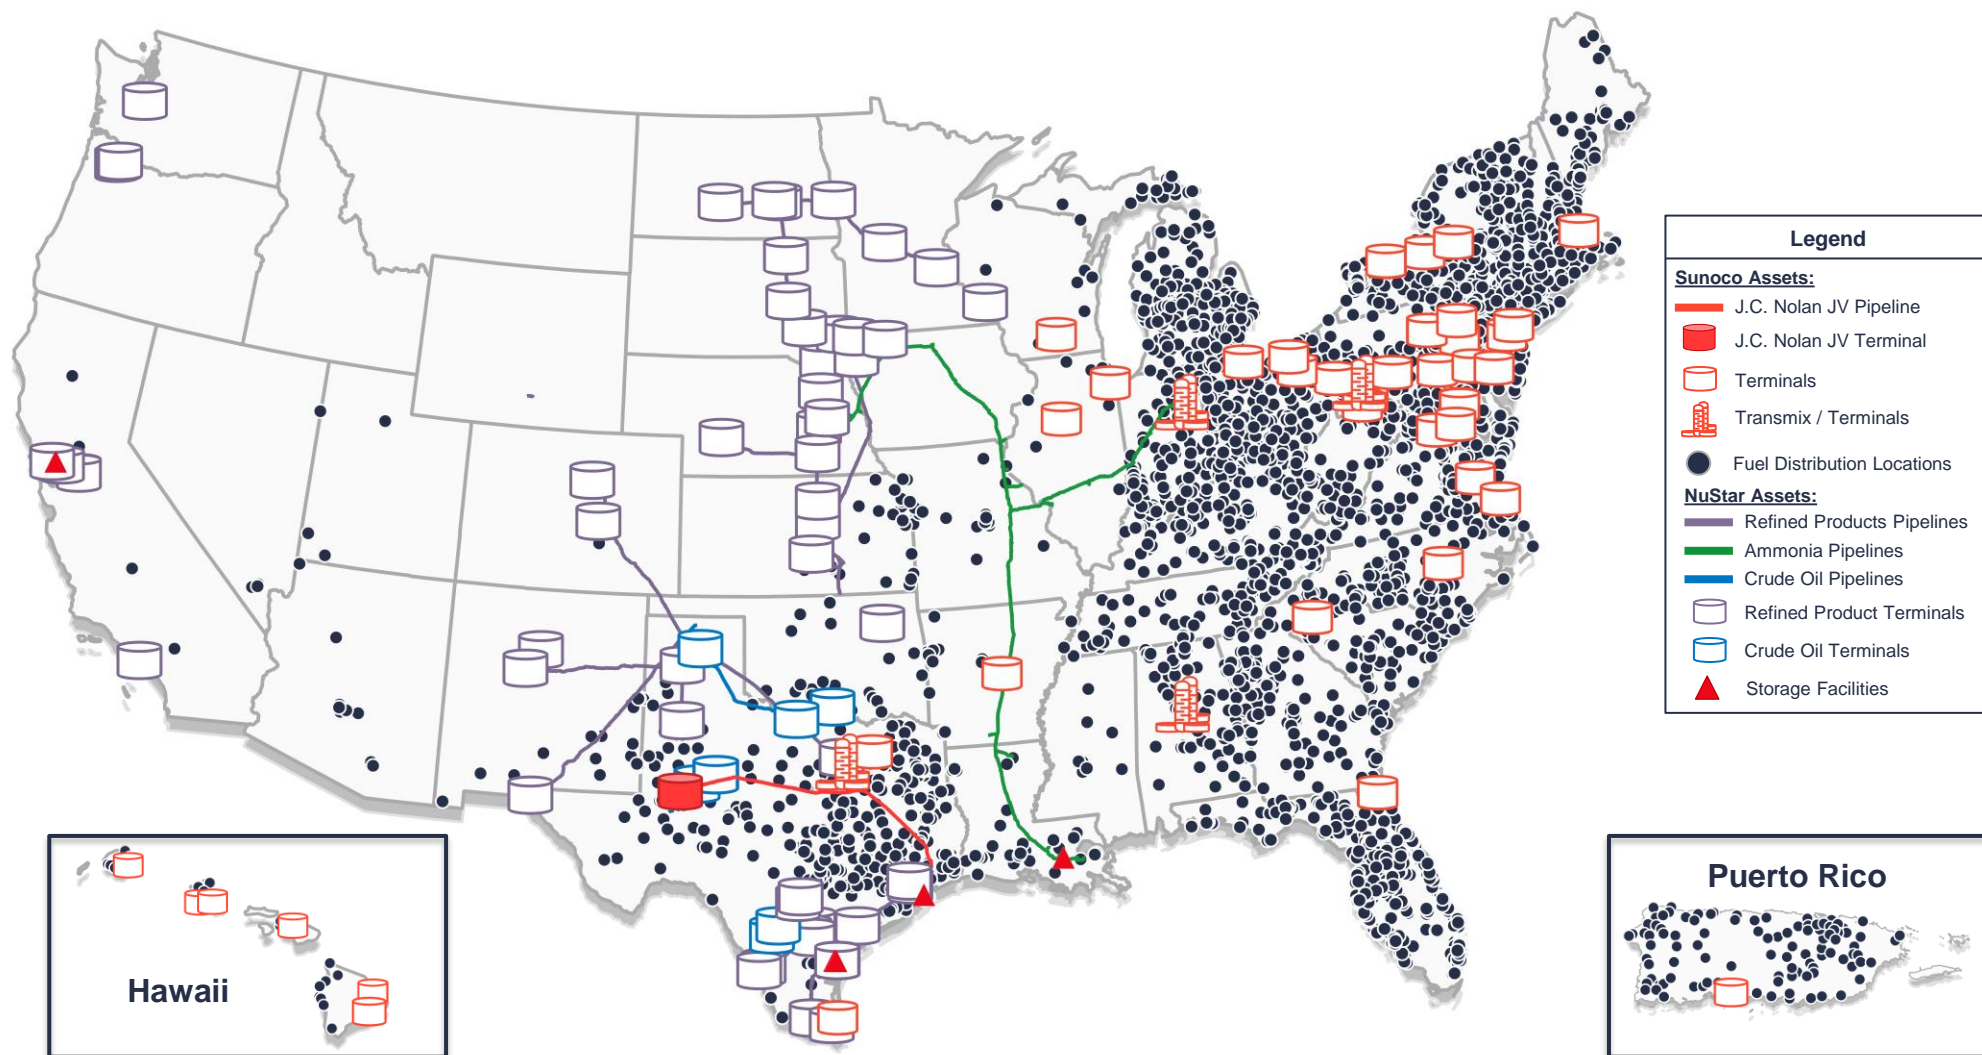 Legend
Sunoco Assets:
J.C. Nolan JV Pipeline
J.C. Nolan JV Terminal
Terminals
Transmix / Terminals
Fuel Distribution Locations
NuStar Assets:
Refined Products Pipelines
Ammonia Pipelines
Crude Oil Pipelines
Refined Product Terminals
Crude Oil Terminals
Storage Facilities
Hawaii
Puerto Rico